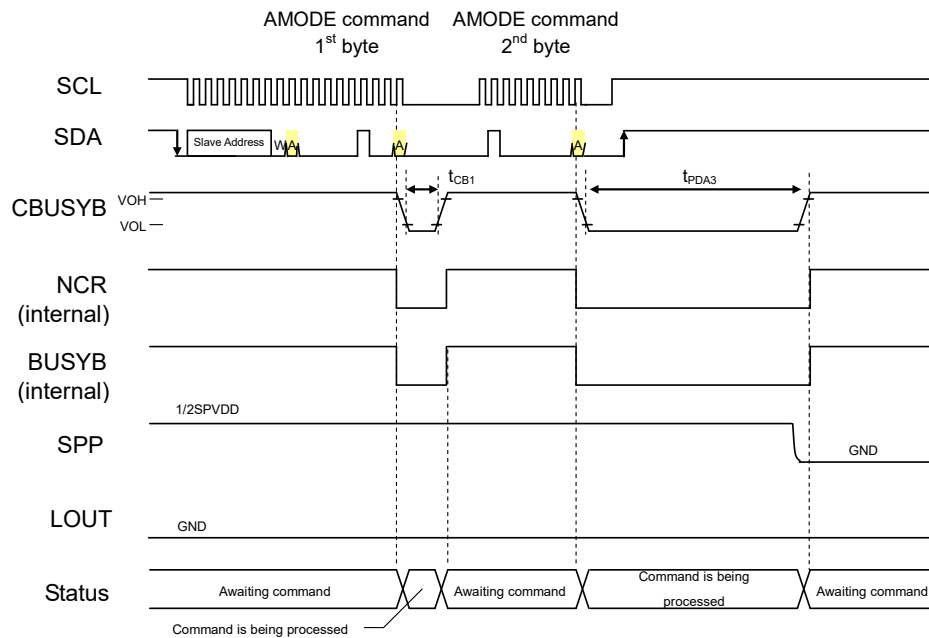 AMODE command
1st byte
AMODE command
2nd byte
SCL
SDA
Slave Address
W
A
A
A
CBUSYB
VOH
VOL
tCB1
tPDA3
NCR
(internal)
BUSYB
(internal)
1/2SPVDD
SPP
GND
LOUT
GND
Status
Awaiting command
Awaiting command
Command is being
processed
Awaiting command
Command is being processed